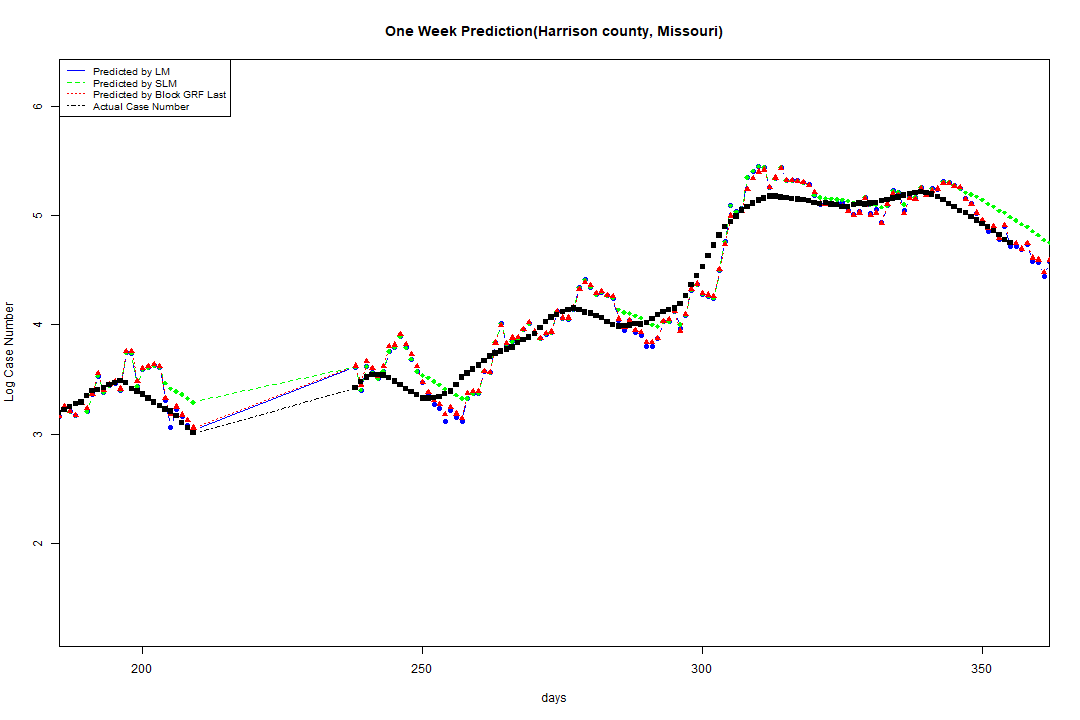 One Week Prediction(Harrison county, Missouri)
Predicted by LM
Predicted by SLM
Predicted by Block GRF Last
Actual Case Number
6
5
4
3
2
Log Case Number
200 250 300 350
days